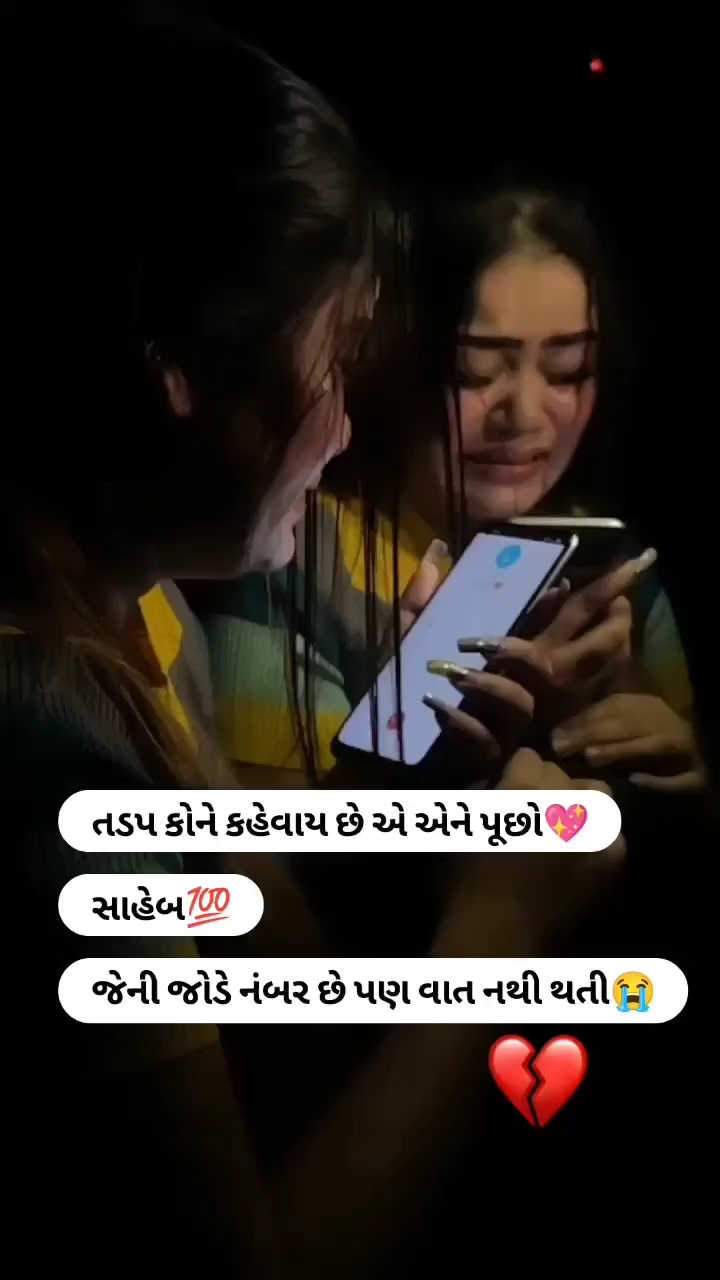 તડપ કોને કહેવાય છે એ એને પૂછો💖
સાહેબ💯
જેની જોડે નંબર છે પણ વાત નથી થતી😭